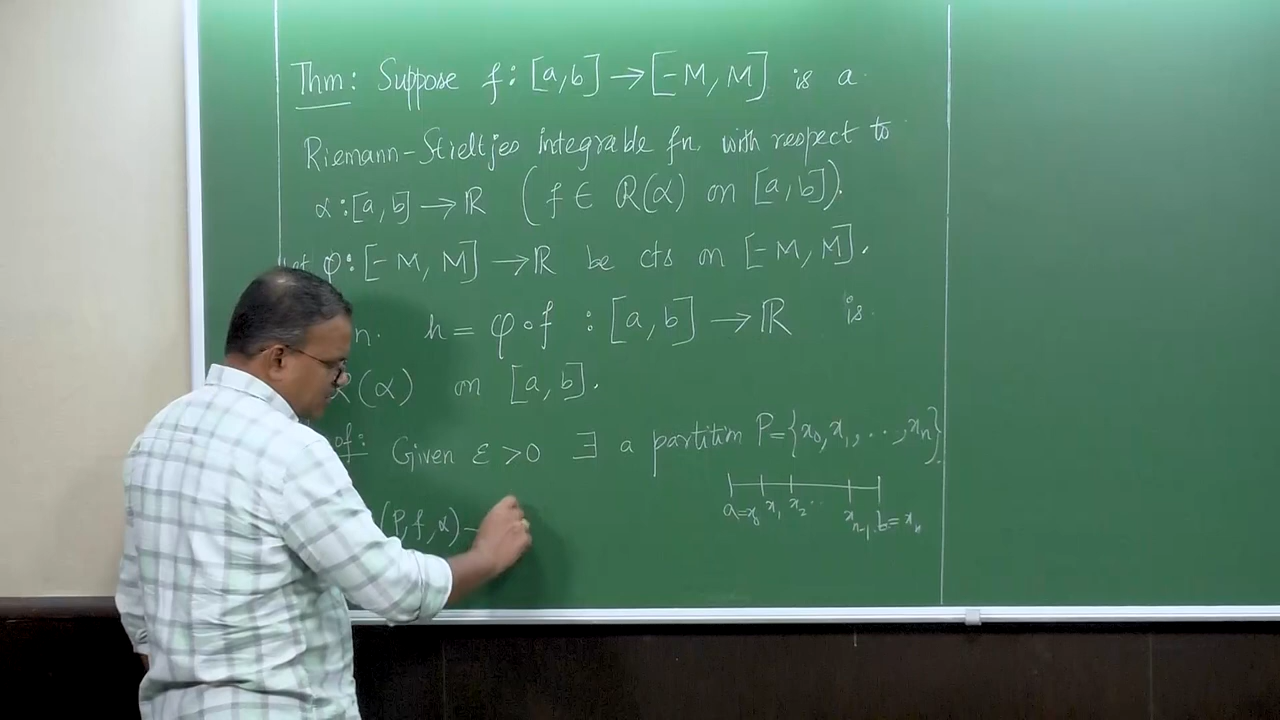 Thm: Suppose f: [a, b] → [-M, M] is a
Riemann-Stieltjes integrable fn. with respect to
α: [a, b] → ℝ (f ∈ R(α) on [a, b]).
φ: [-M, M] → ℝ be cts on [-M, M].
h = φ∘f : [a, b] → ℝ is
R(α) on [a, b].
Given ε > 0 ∃ a partition P = {x₀, x₁, ..., xₙ}.
a=x₀ x₁ x₂ ... xₙ₋₁ b=xₙ
(P, f, α) -